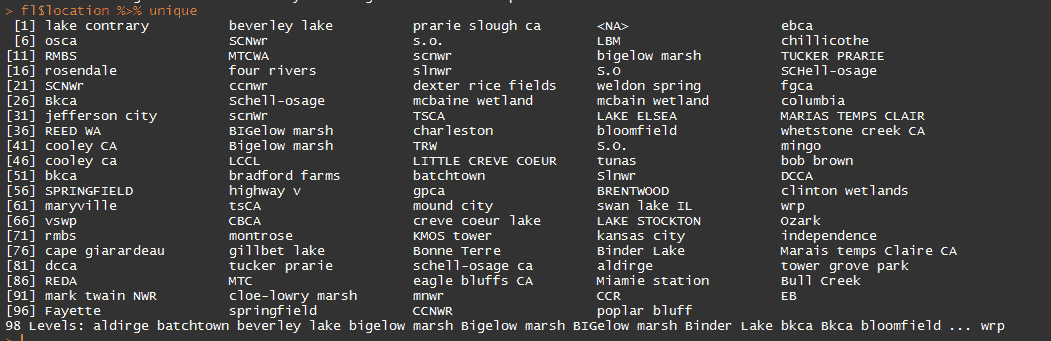 > fl$location %>% unique
[1] lake contrary beverley lake prarie slough ca <NA> ebca
[6] osca SCNwr s.o. LBM chillicothe
[11] RMBS MTCWA scnwr bigelow marsh TUCKER PRARIE
[16] rosendale four rivers slnwr S.O SCHell-osage
[21] SCNWr ccnwr dexter rice fields weldon spring fgca
[26] Bkca Schell-osage mcbaine wetland mcbain wetland columbia
[31] jefferson city scnWr TSCA LAKE ELSEA MARIAS TEMPS CLAIR
[36] REED WA BIGelow marsh charleston bloomfield whetstone creek CA
[41] cooley CA Bigelow marsh TRW S.O. mingo
[46] cooley ca LCCL LITTLE CREVE COEUR tunas bob brown
[51] bkca bradford farms batchtown Slnwr DCCA
[56] SPRINGFIELD highway v gpca BRENTWOOD clinton wetlands
[61] maryville tsCA mound city swan lake IL wrp
[66] vswp CBCA creve coeur lake LAKE STOCKTON Ozark
[71] rmbs montrose KMOS tower kansas city independence
[76] cape giarardeau gillbet lake Bonne Terre Binder Lake Marais temps Claire CA
[81] dcca tucker prarie schell-osage ca aldirge tower grove park
[86] REDA MTC eagle bluffs CA Miamie station Bull Creek
[91] mark twain NWR cloe-lowry marsh mnwr CCR EB
[96] Fayette springfield CCNWR poplar bluff
98 Levels: aldirge batchtown beverley lake bigelow marsh Bigelow marsh BIGelow marsh Binder Lake bkca Bkca bloomfield ... wrp